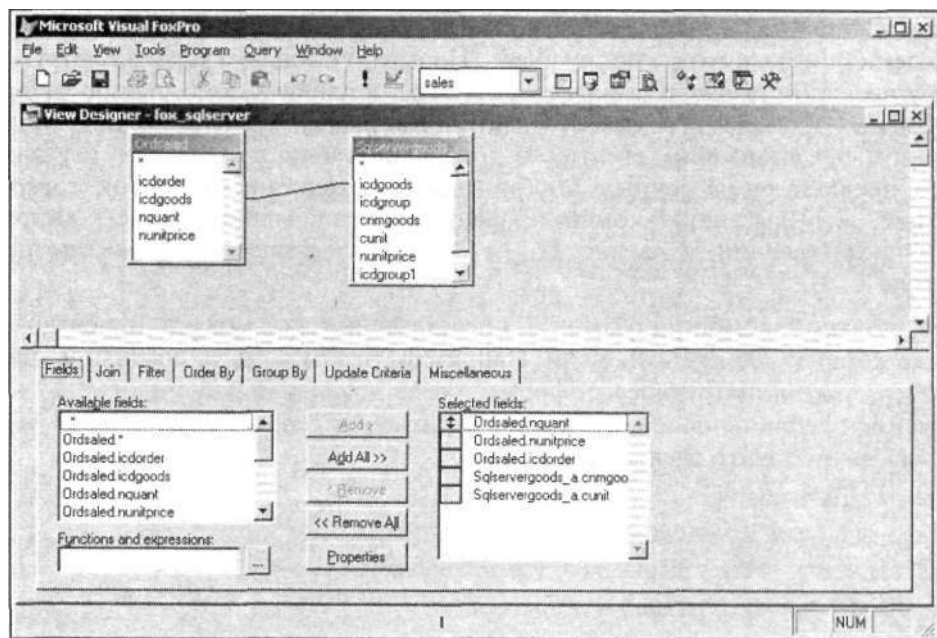 Microsoft Visual FoxPro
File Edit View Tools Program Query Window Help
sales
View Designer - fox_sqlserver
Ordsaled
*
icdorder
icdgoods
nquant
nunitprice
*
icdgoods
icdgroup
cnmgoods
cunit
nunitprice
icdgroup1
Fields Join Filter Order By Group By Update Criteria Miscellaneous
Available fields:
*
Ordsaled.*
Ordsaled.icdorder
Ordsaled.icdgoods
Ordsaled.nquant
Ordsaled.nunitprice
Functions and expressions:
...
Add >
Add All >>
< Remove
<< Remove All
Properties
Selected fields:
Ordsaled.nquant
Ordsaled.nunitprice
Ordsaled.icdorder
Sqlservergoods_a.cnmgoo
Sqlservergoods_a.cunit
NUM